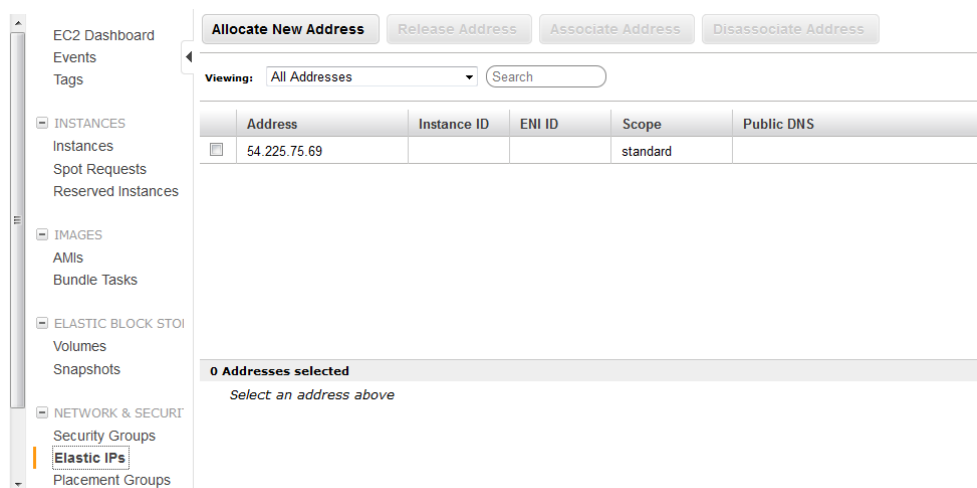 EC2 Dashboard
Events
Tags
INSTANCES
Instances
Spot Requests
Reserved Instances
IMAGES
AMIs
Bundle Tasks
ELASTIC BLOCK STO
Volumes
Snapshots
NETWORK & SECURI
Security Groups
Elastic IPs
Placement Groups
Allocate New Address Release Address Associate Address Disassociate Address
Viewing: All Addresses Search
Address Instance ID ENI ID Scope Public DNS
54.225.75.69 standard
0 Addresses selected
Select an address above